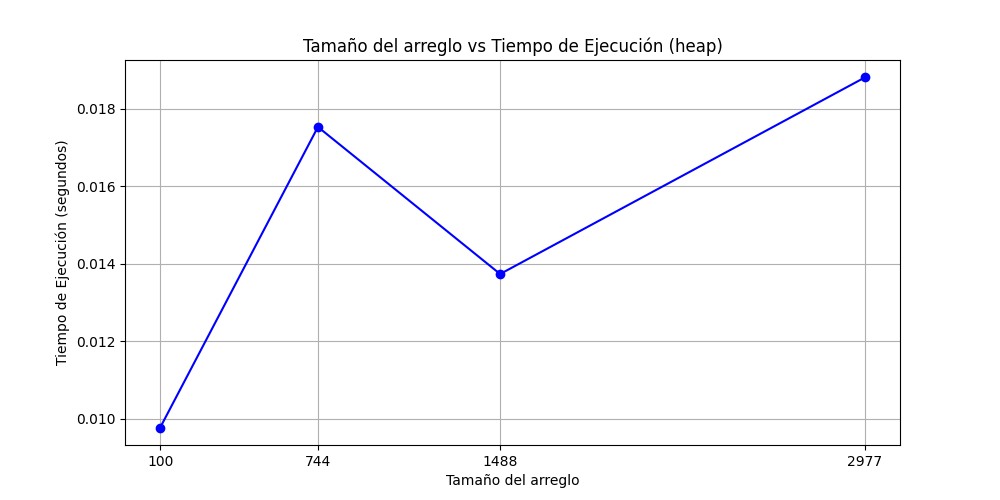 Tamaño del arreglo vs Tiempo de Ejecución (heap)
Tiempo de Ejecución (segundos)
0.018
0.016
0.014
0.012
0.010
100 744 1488 2977
Tamaño del arreglo